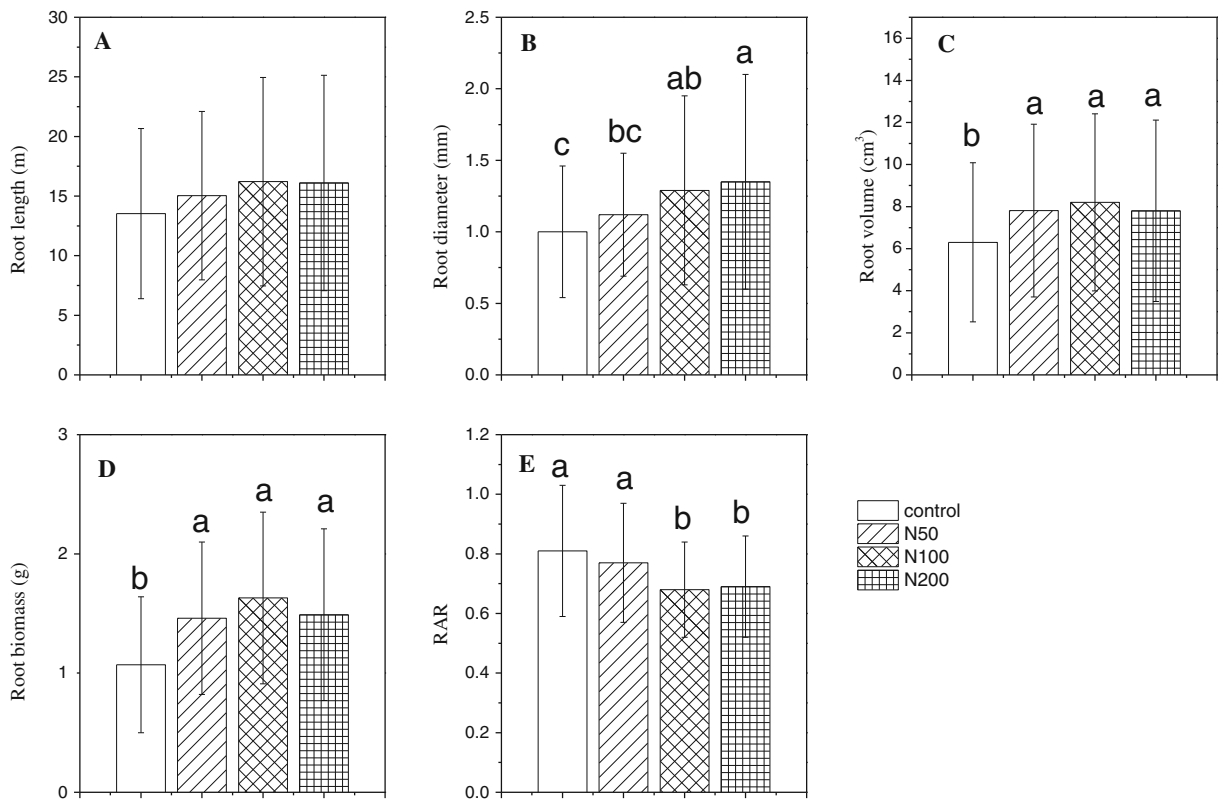 A
Root length (m)
30
25
20
15
10
5
0
B
Root diameter (mm)
2.5
2.0
1.5
1.0
0.5
0.0
c
bc
ab
a
C
Root volume (cm³)
16
14
12
10
8
6
4
2
0
b
a
a
a
D
Root biomass (g)
3
2
1
0
b
a
a
a
E
RAR
1.2
1.0
0.8
0.6
0.4
0.2
0.0
a
a
b
b
control
N50
N100
N200